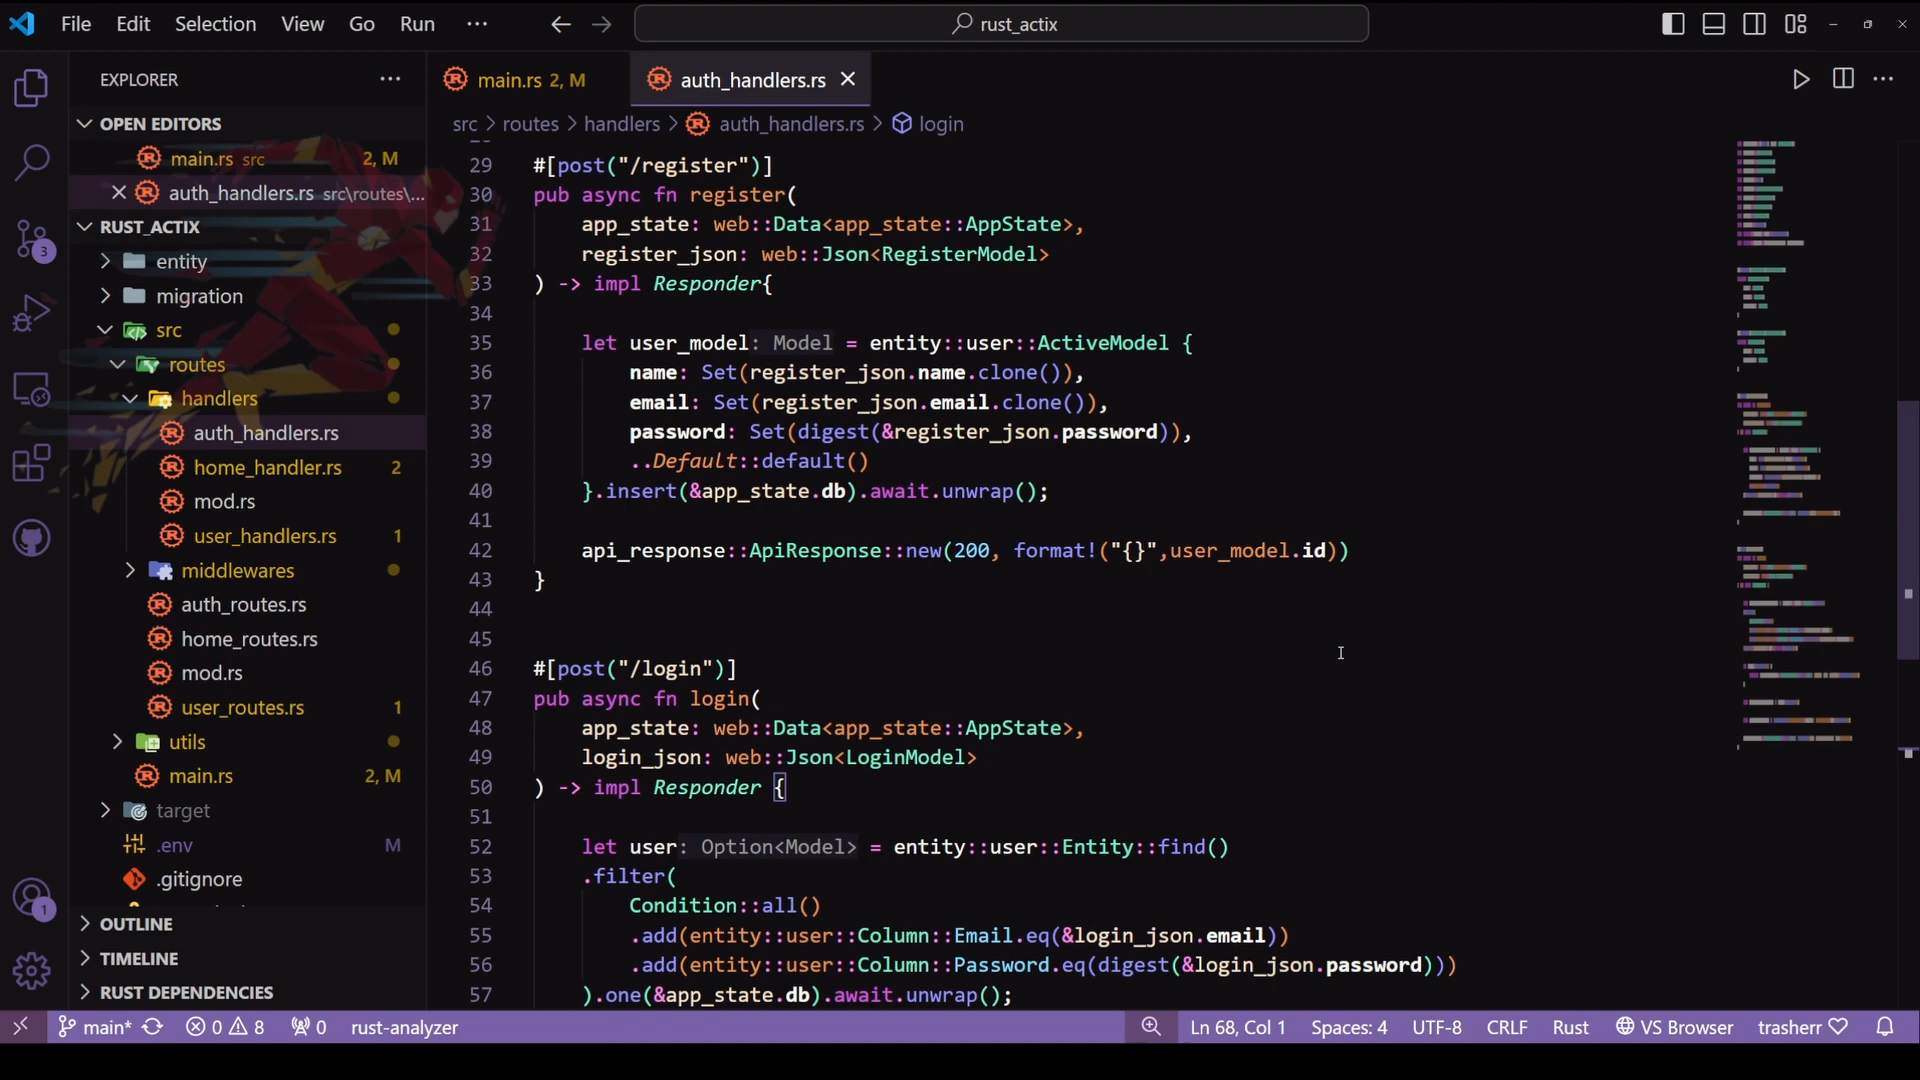 File Edit Selection View Go Run ··· rust_actix
EXPLORER ···
OPEN EDITORS
main.rs src 2, M
auth_handlers.rs src\routes\...
RUST_ACTIX
entity
migration
src
routes
handlers
auth_handlers.rs
home_handler.rs 2
mod.rs
user_handlers.rs 1
middlewares
auth_routes.rs
home_routes.rs
mod.rs
user_routes.rs 1
utils
main.rs 2, M
target
.env M
.gitignore
OUTLINE
TIMELINE
RUST DEPENDENCIES
3
1
main.rs 2, M auth_handlers.rs
src > routes > handlers > auth_handlers.rs > login
29 #[post("/register")]
30 pub async fn register(
31 app_state: web::Data<app_state::AppState>,
32 register_json: web::Json<RegisterModel>
33 ) -> impl Responder{
34
35 let user_model: Model = entity::user::ActiveModel {
36 name: Set(register_json.name.clone()),
37 email: Set(register_json.email.clone()),
38 password: Set(digest(&register_json.password)),
39 ..Default::default()
40 }.insert(&app_state.db).await.unwrap();
41
42 api_response::ApiResponse::new(200, format!("{}",user_model.id))
43 }
44
45
46 #[post("/login")]
47 pub async fn login(
48 app_state: web::Data<app_state::AppState>,
49 login_json: web::Json<LoginModel>
50 ) -> impl Responder {
51
52 let user: Option<Model> = entity::user::Entity::find()
53 .filter(
54 Condition::all()
55 .add(entity::user::Column::Email.eq(&login_json.email))
56 .add(entity::user::Column::Password.eq(digest(&login_json.password)))
57 ).one(&app_state.db).await.unwrap();
main* 0 8 0 rust-analyzer Ln 68, Col 1 Spaces: 4 UTF-8 CRLF Rust VS Browser trasherr